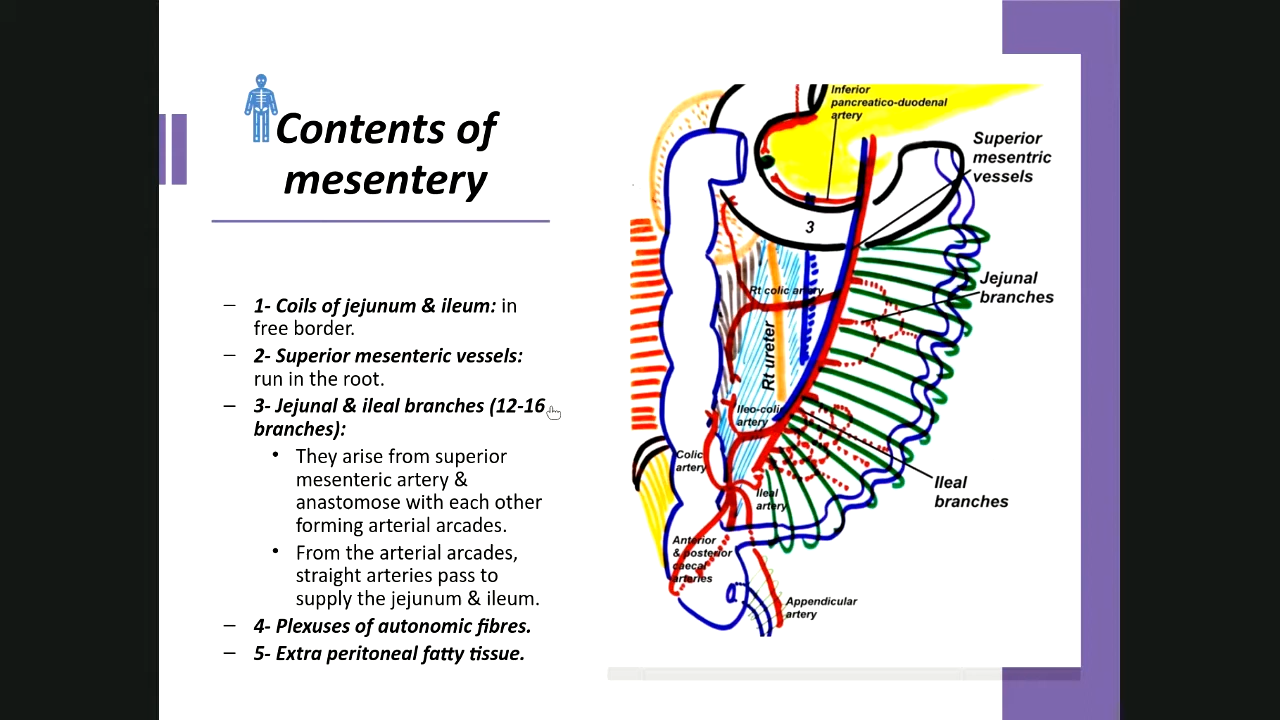 Contents of
mesentery
– 1- Coils of jejunum & ileum: in
free border.
– 2- Superior mesenteric vessels:
run in the root.
– 3- Jejunal & ileal branches (12-16
branches):
• They arise from superior
mesenteric artery &
anastomose with each other
forming arterial arcades.
• From the arterial arcades,
straight arteries pass to
supply the jejunum & ileum.
– 4- Plexuses of autonomic fibres.
– 5- Extra peritoneal fatty tissue.
Inferior
pancreatico-duodenal
artery
Superior
mesentric
vessels
3
Jejunal
branches
Rt colic artery
Rt ureter
Ileo-colic
artery
Colic
artery
Ileal
artery
Ileal
branches
Anterior
& posterior
caecal
arteries
Appendicular
artery